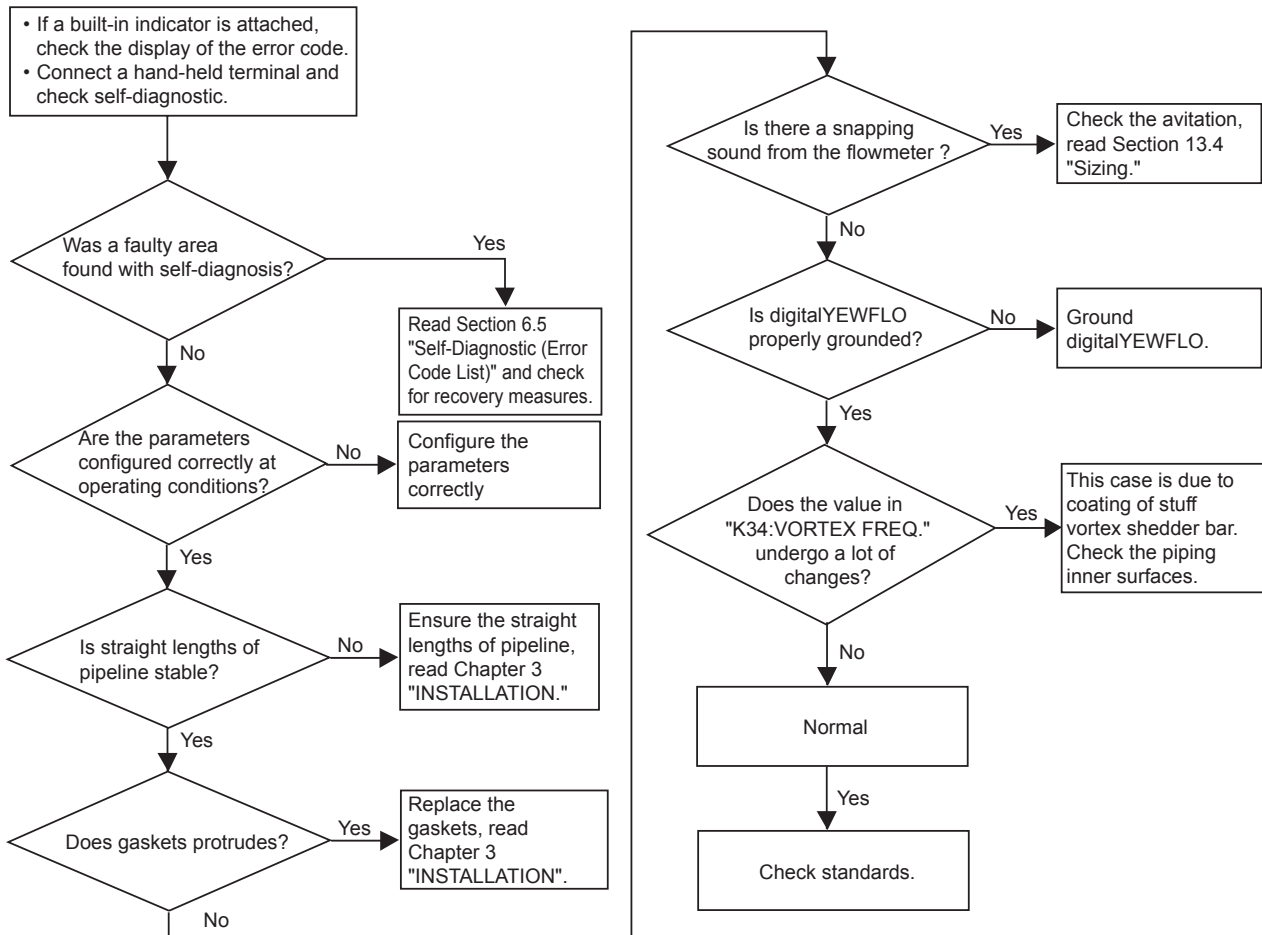 • If a built-in indicator is attached,
check the display of the error code.
• Connect a hand-held terminal and
check self-diagnostic.
Was a faulty area
found with self-diagnosis?
Yes
Read Section 6.5
"Self-Diagnostic (Error
Code List)" and check
for recovery measures.
No
Are the parameters
configured correctly at
operating conditions?
No
Configure the
parameters
correctly
Yes
Is straight lengths of
pipeline stable?
No
Ensure the straight
lengths of pipeline,
read Chapter 3
"INSTALLATION."
Yes
Does gaskets protrudes?
Yes
Replace the
gaskets, read
Chapter 3
"INSTALLATION".
No
Is there a snapping
sound from the flowmeter ?
Yes
Check the avitation,
read Section 13.4
"Sizing."
No
Is digitalYEWFLO
properly grounded?
No
Ground
digitalYEWFLO.
Yes
Does the value in
"K34:VORTEX FREQ."
undergo a lot of
changes?
Yes
This case is due to
coating of stuff
vortex shedder bar.
Check the piping
inner surfaces.
No
Normal
Yes
Check standards.